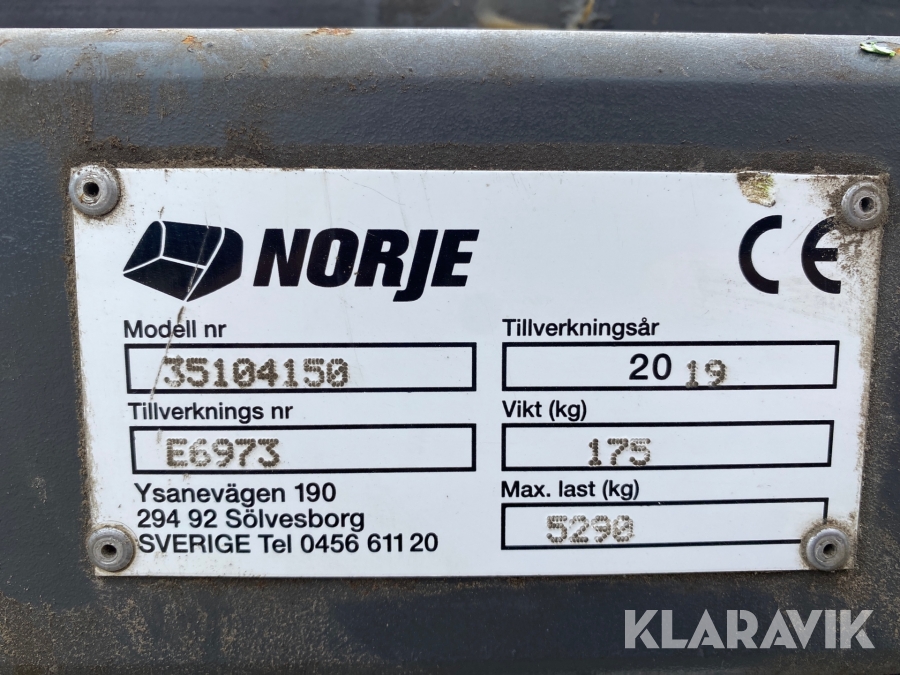 NORJE
CE
Modell nr
35104150
Tillverkningsår
20 19
Tillverknings nr
E6973
Vikt (kg)
175
Max. last (kg)
5290
Ysanevägen 190
294 92 Sölvesborg
SVERIGE Tel 0456 611 20
KLARAVIK